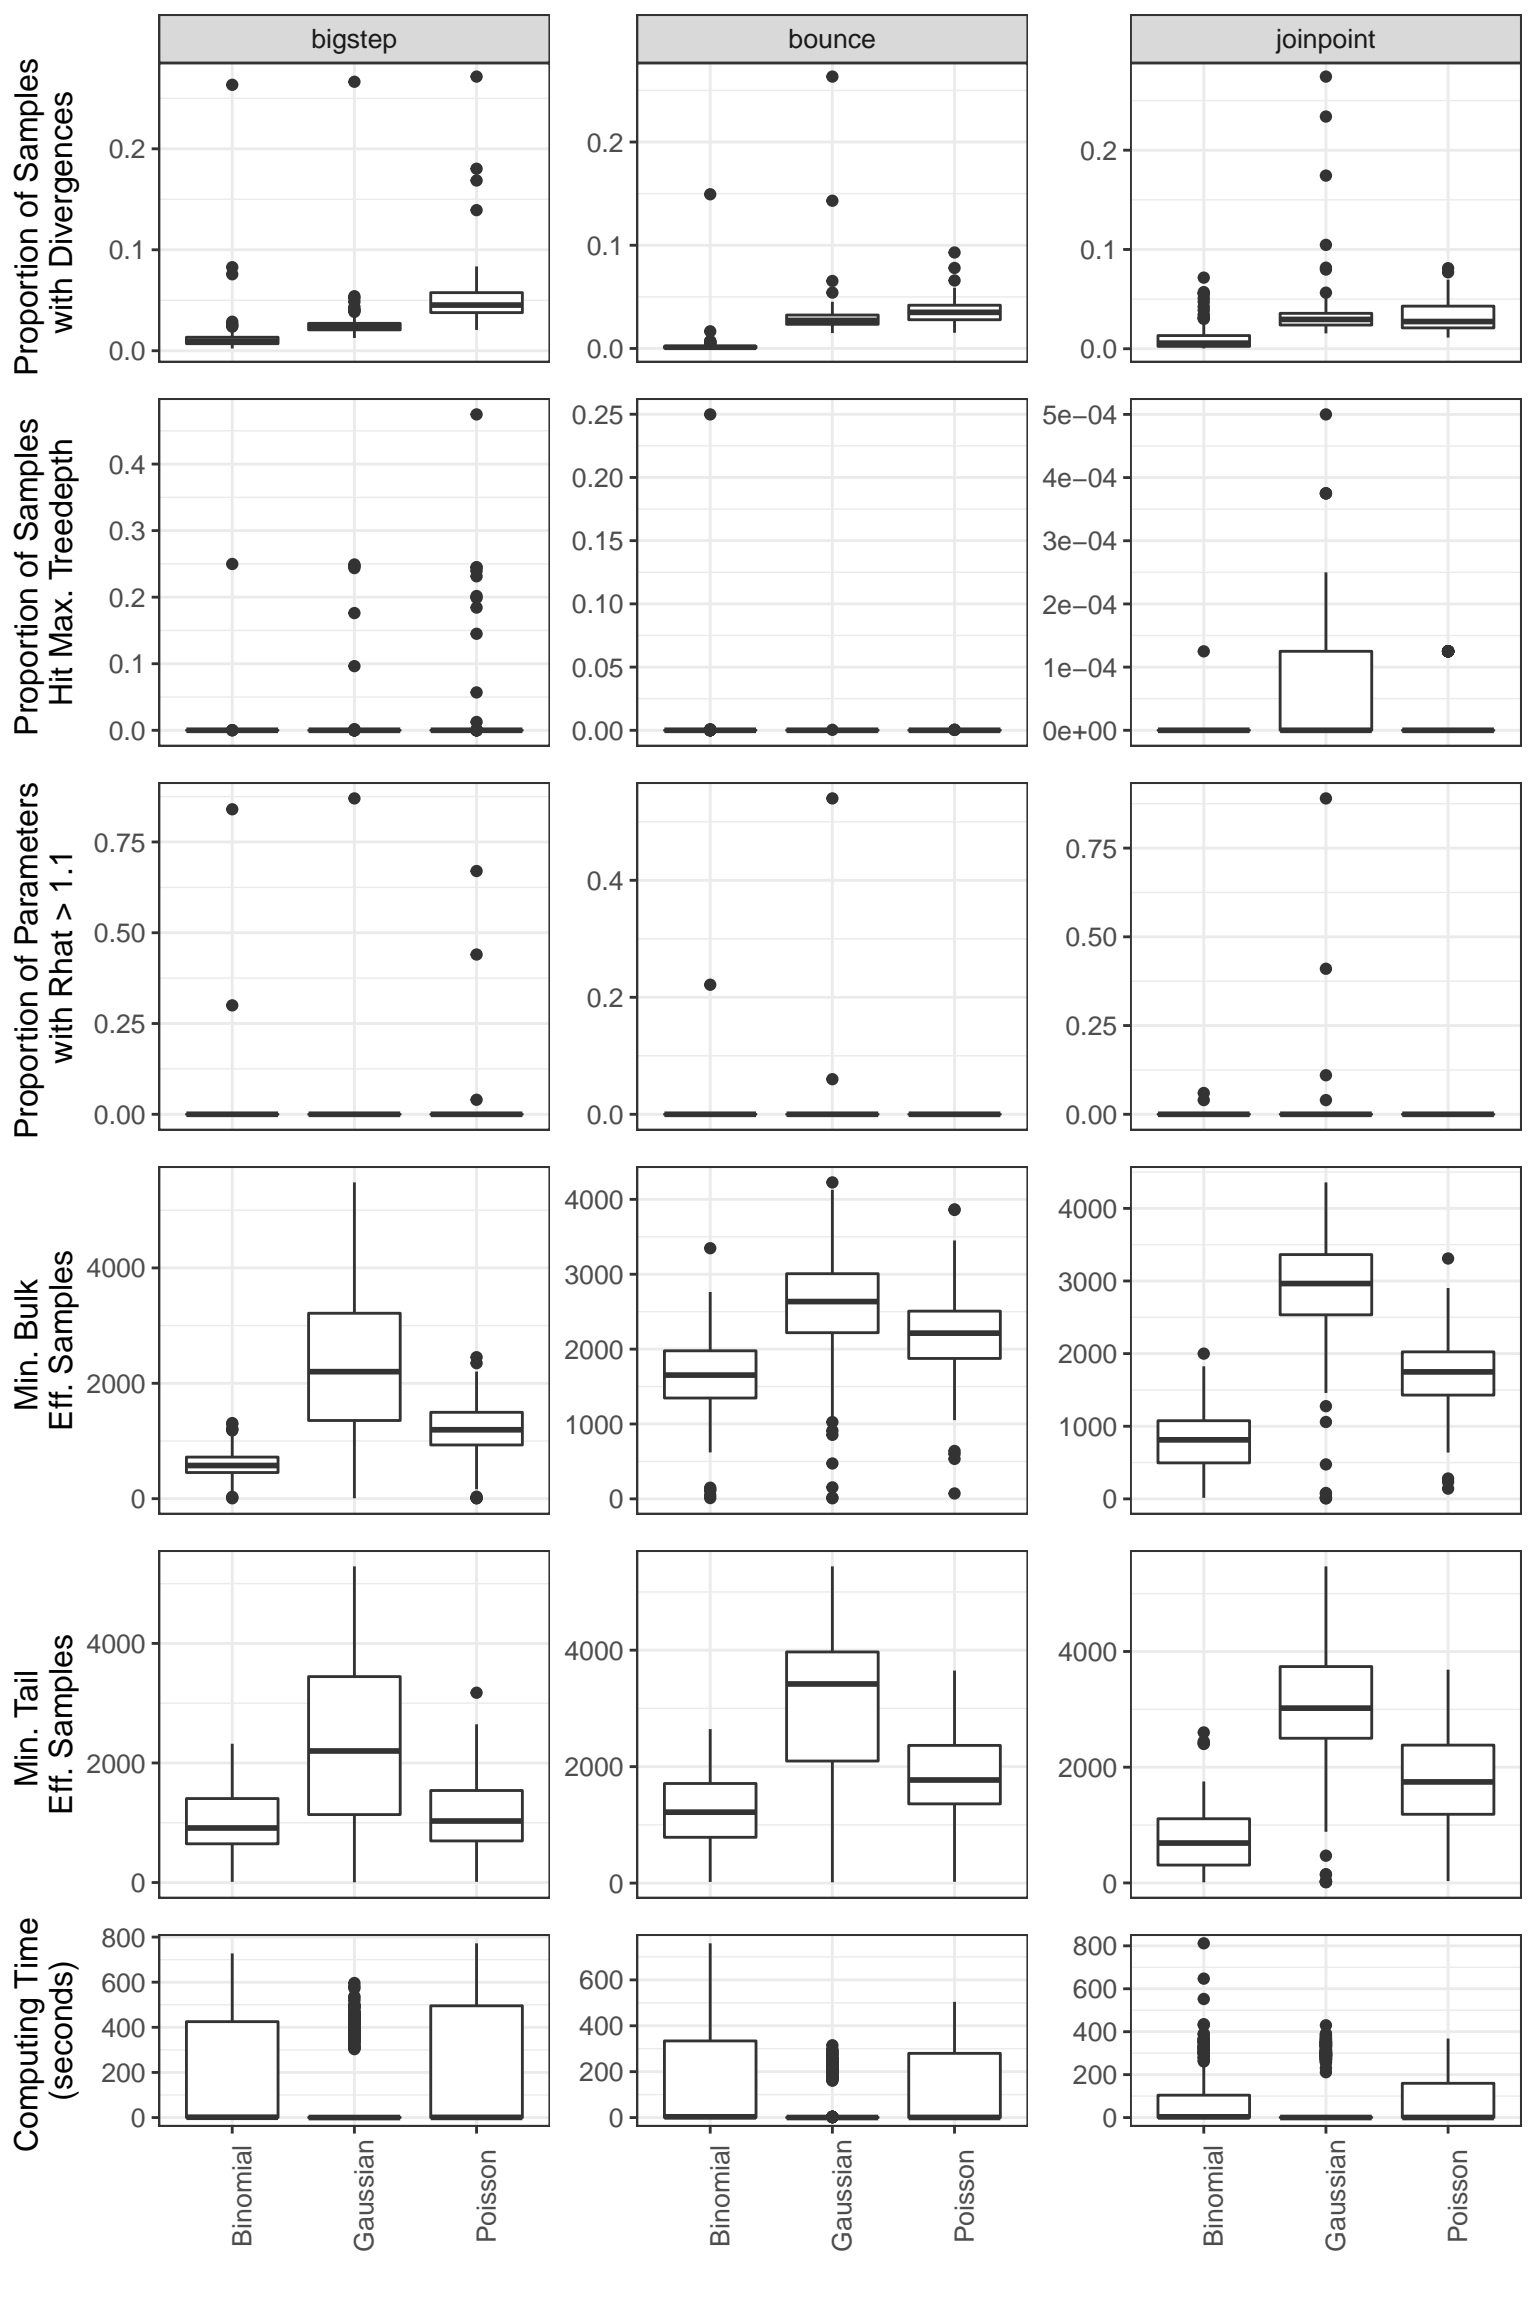 bigstep
bounce
joinpoint
Proportion of Samples
with Divergences
0.2
0.1
0.0
0.2
0.1
0.0
0.2
0.1
0.0
Proportion of Samples
Hit Max. Treedepth
0.4
0.3
0.2
0.1
0.0
0.25
0.20
0.15
0.10
0.05
0.00
5e−04
4e−04
3e−04
2e−04
1e−04
0e+00
Proportion of Parameters
with Rhat > 1.1
0.75
0.50
0.25
0.00
0.4
0.2
0.0
0.75
0.50
0.25
0.00
Min. Bulk
Eff. Samples
4000
2000
0
4000
3000
2000
1000
0
4000
3000
2000
1000
0
Min. Tail
Eff. Samples
4000
2000
0
4000
2000
0
4000
2000
0
Computing Time
(seconds)
800
600
400
200
0
600
400
200
0
800
600
400
200
0
Binomial
Gaussian
Poisson
Binomial
Gaussian
Poisson
Binomial
Gaussian
Poisson